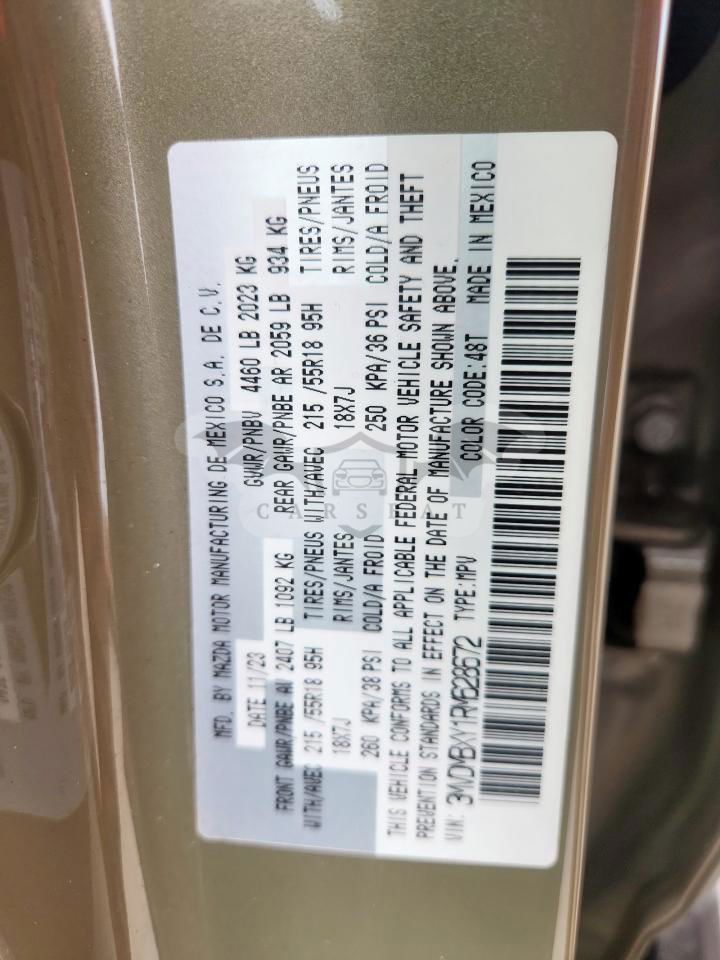 MFD. BY MAZDA MOTOR MANUFACTURING DE MEXICO S.A. DE C.V.
DATE 11/23 GVWR/PNBV 4460 LB 2023 KG
FRONT GAWR/PNBE AV 2407 LB 1092 KG REAR GAWR/PNBE AR 2059 LB 934 KG
WITH/AVEC 215 /55R18 95H TIRES/PNEUS WITH/AVEC 215 /55R18 95H TIRES/PNEUS
18X7J RIMS/JANTES 18X7J RIMS/JANTES
260 KPA/38 PSI COLD/A FROID 250 KPA/36 PSI COLD/A FROID
THIS VEHICLE CONFORMS TO ALL APPLICABLE FEDERAL MOTOR VEHICLE SAFETY AND THEFT
PREVENTION STANDARDS IN EFFECT ON THE DATE OF MANUFACTURE SHOWN ABOVE.
VIN: 3MVDMBXY1RM628672 TYPE:MPV COLOR CODE:48T MADE IN MEXICO